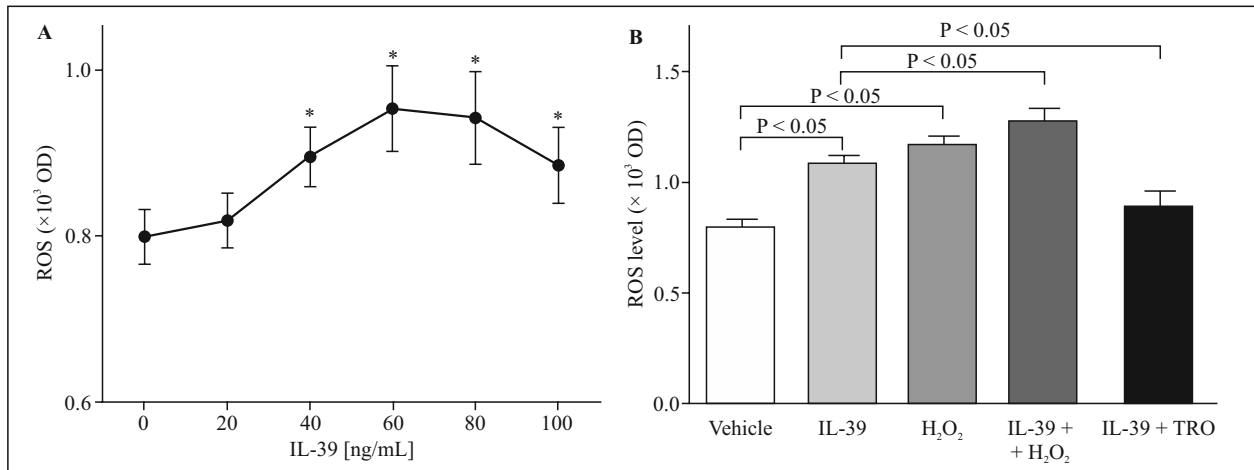 A
ROS (×10³ OD)
1.0
0.8
0.6
*
*
*
*
0
20
40
60
80
100
IL-39 [ng/mL]
B
ROS level (× 10³ OD)
1.5
1.0
0.5
0.0
P < 0.05
P < 0.05
P < 0.05
P < 0.05
Vehicle
IL-39
H₂O₂
IL-39 +
+ H₂O₂
IL-39 + TRO